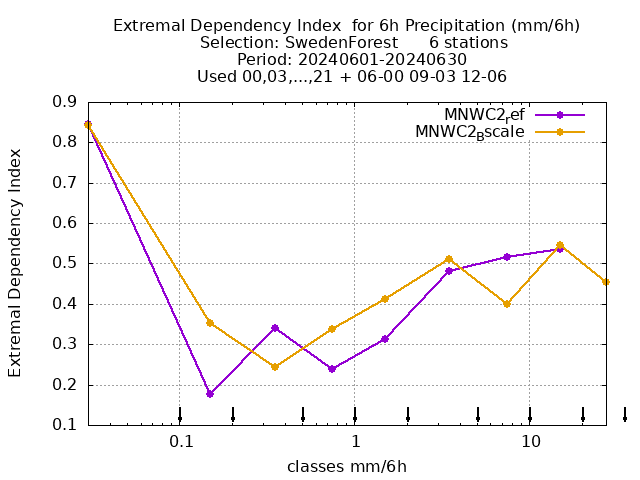 Extremal Dependency Index  for 6h Precipitation (mm/6h)
Selection: SwedenForest      6 stations
Period: 20240601-20240630
Used 00,03,...,21 + 06-00 09-03 12-06
MNWC2_ref
MNWC2_Bscale
0.9
0.8
0.7
0.6
0.5
0.4
0.3
0.2
0.1
Extremal Dependency Index
0.1 1 10
classes mm/6h